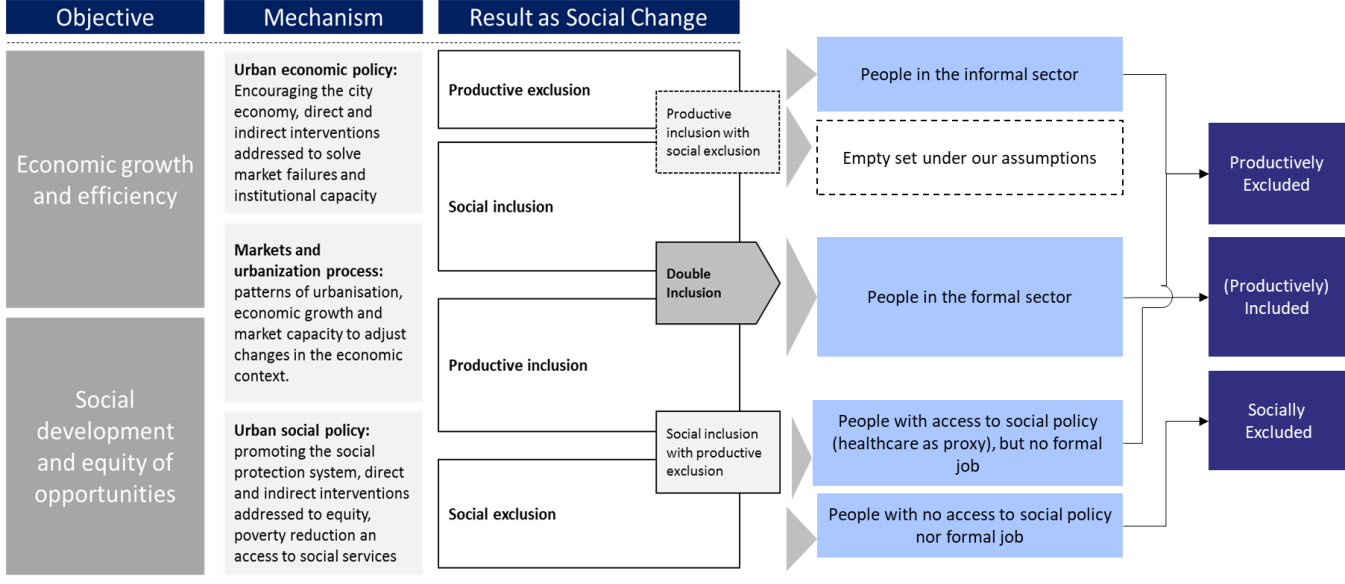 Objective
Mechanism
Result as Social Change
Economic growth
and efficiency
Social
development
and equity of
opportunities
Urban economic policy:
Encouraging the city
economy, direct and
indirect interventions
addressed to solve
market failures and
institutional capacity
Markets and
urbanization process:
patterns of urbanisation,
economic growth and
market capacity to adjust
changes in the economic
context.
Urban social policy:
promoting the social
protection system, direct
and indirect interventions
addressed to equity,
poverty reduction an
access to social services
Productive exclusion
Social inclusion
Productive inclusion
Social exclusion
Productive
inclusion with
social exclusion
Double
Inclusion
Social inclusion
with productive
exclusion
People in the informal sector
Empty set under our assumptions
People in the formal sector
People with access to social policy
(healthcare as proxy), but no formal
job
People with no access to social policy
nor formal job
Productively
Excluded
(Productively)
Included
Socially
Excluded